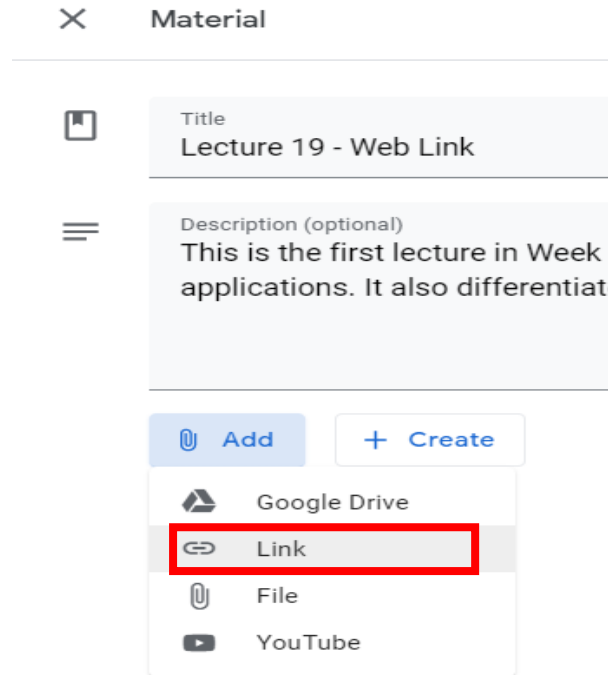 Material
Title
Lecture 19 - Web Link
Description (optional)
This is the first lecture in Week
applications. It also differentiat
Add + Create
Google Drive
Link
File
YouTube